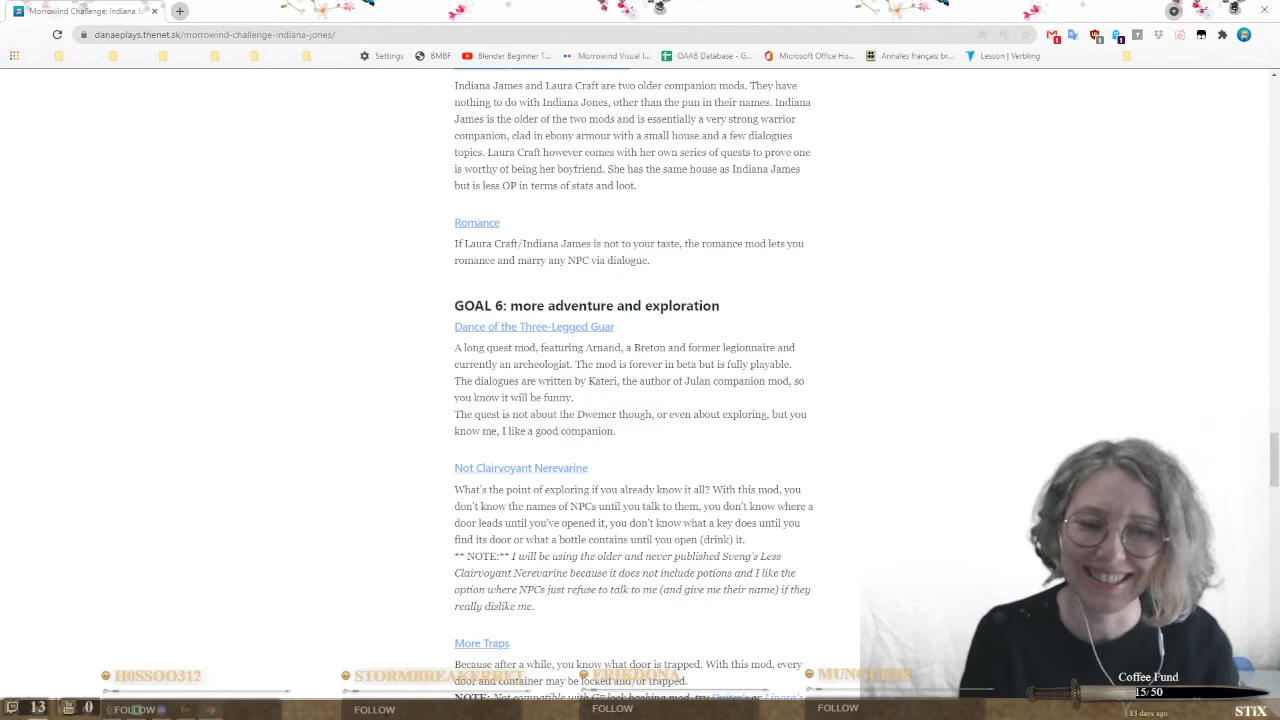 Morrowind Challenge: Indiana J
danaeplays.thenet.sk/morrowind-challenge-indiana-jones/
Settings
BMBF
Blender Beginner T...
Morrowind Visual I...
OAAB Database - G...
Microsoft Office Ho...
Annales français br...
Lesson | Verbling
Indiana James and Laura Craft are two older companion mods. They have
nothing to do with Indiana Jones, other than the pun in their names. Indiana
James is the older of the two mods and is essentially a very strong warrior
companion, clad in ebony armour with a small house and a few dialogues
topics. Laura Craft however comes with her own series of quests to prove one
is worthy of being her boyfriend. She has the same house as Indiana James
but is less OP in terms of stats and loot.
Romance
If Laura Craft/Indiana James is not to your taste, the romance mod lets you
romance and marry any NPC via dialogue.
GOAL 6: more adventure and exploration
Dance of the Three-Legged Guar
A long quest mod, featuring Arnand, a Breton and former legionnaire and
currently an archeologist. The mod is forever in beta but is fully playable.
The dialogues are written by Kateri, the author of Julan companion mod, so
you know it will be funny.
The quest is not about the Dwemer though, or even about exploring, but you
know me, I like a good companion.
Not Clairvoyant Nerevarine
What's the point of exploring if you already know it all? With this mod, you
don't know the names of NPCs until you talk to them, you don't know where a
door leads until you've opened it, you don't know what a key does until you
find its door or what a bottle contains until you open (drink) it.
** NOTE:** I will be using the older and never published Sveng's Less
Clairvoyant Nerevarine because it does not include potions and I like the
option where NPCs just refuse to talk to me (and give me their name) if they
really dislike me.
More Traps
Because after a while, you know what door is trapped. With this mod, every
door and container may be locked and/or trapped.
NOTE: Not compatible with
H0SSOO312
FOLLOW
FOLLOW
FOLLOW
FOLLOW
13
0
Coffee Fund
15/50
83 days ago
STiX